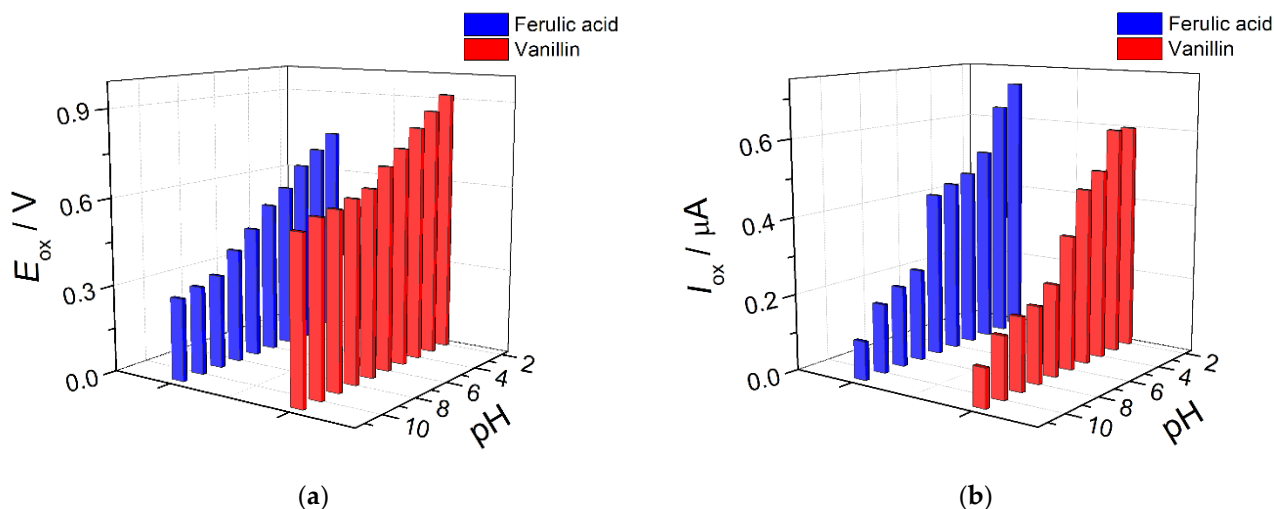 Ferulic acid
Vanillin
0.9
0.6
0.3
0.0
E_ox / V
10
8
6
4
2
pH
(a)
Ferulic acid
Vanillin
0.6
0.4
0.2
0.0
I_ox / μA
10
8
6
4
2
pH
(b)